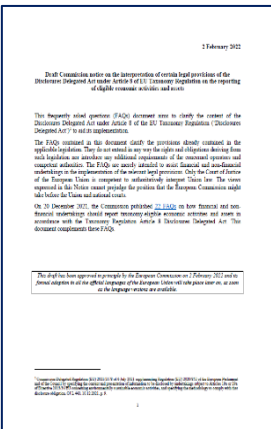 2 February 2022
Draft Commission notice on the interpretation of certain legal provisions of the
Disclosures Delegated Act under Article 8 of EU Taxonomy Regulation on the reporting
of eligible economic activities and assets
This frequently asked questions (FAQs) document aims to clarify the content of the
Disclosures Delegated Act under Article 8 of the EU Taxonomy Regulation ('Disclosures
Delegated Act')¹ to assist its implementation.
The FAQs contained in this document clarify the provisions already contained in the
applicable legislation. They do not extend in any way the rights and obligations deriving from
such legislation nor introduce any additional requirements of the concerned operators and
competent authorities. The FAQs are merely intended to assist financial and non-financial
undertakings in the implementation of the relevant legal provisions. Only the Court of Justice
of the European Union is competent to authoritatively interpret Union law. The views
expressed in this Notice cannot prejudge the position that the European Commission might
take before the Union and national courts.
On 20 December 2021, the Commission published 22 FAQs on how financial and non-
financial undertakings should report taxonomy eligible economic activities and assets in
accordance with the Taxonomy Regulation Article 8 Disclosures Delegated Act. This
document complements these FAQs.
This draft has been approved in principle by the European Commission on 2 February 2022 and its
formal adoption in all the official languages of the European Union will take place later on, as soon
as the language versions are available.
1